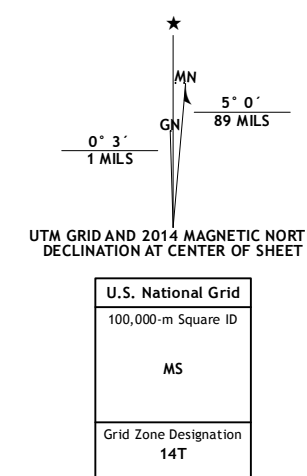 ★
MN
GN
5° 0´
89 MILS
0° 3´
1 MILS
UTM GRID AND 2014 MAGNETIC NORT
DECLINATION AT CENTER OF SHEET
U.S. National Grid
100,000-m Square ID
MS
Grid Zone Designation
14T